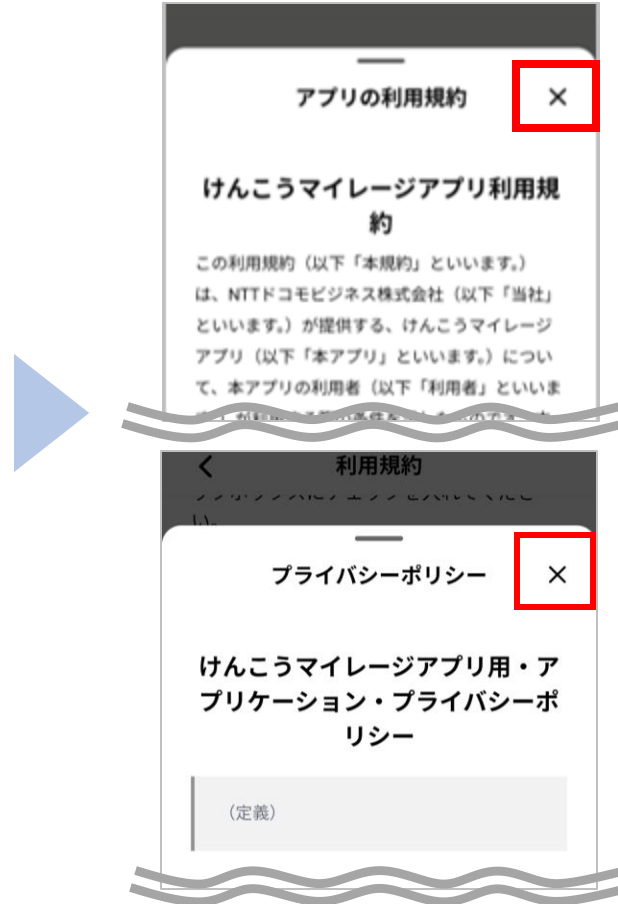 アプリの利用規約
けんこうマイレージアプリ利用規
約
この利用規約（以下「本規約」といいます。）
は、NTTドコモビジネス株式会社（以下「当社」
といいます。）が提供する、けんこうマイレージ
アプリ（以下「本アプリ」といいます。）につい
て、本アプリの利用者（以下「利用者」といいま
利用規約
い。
プライバシーポリシー
けんこうマイレージアプリ用・ア
プリケーション・プライバシーポ
リシー
（定義）